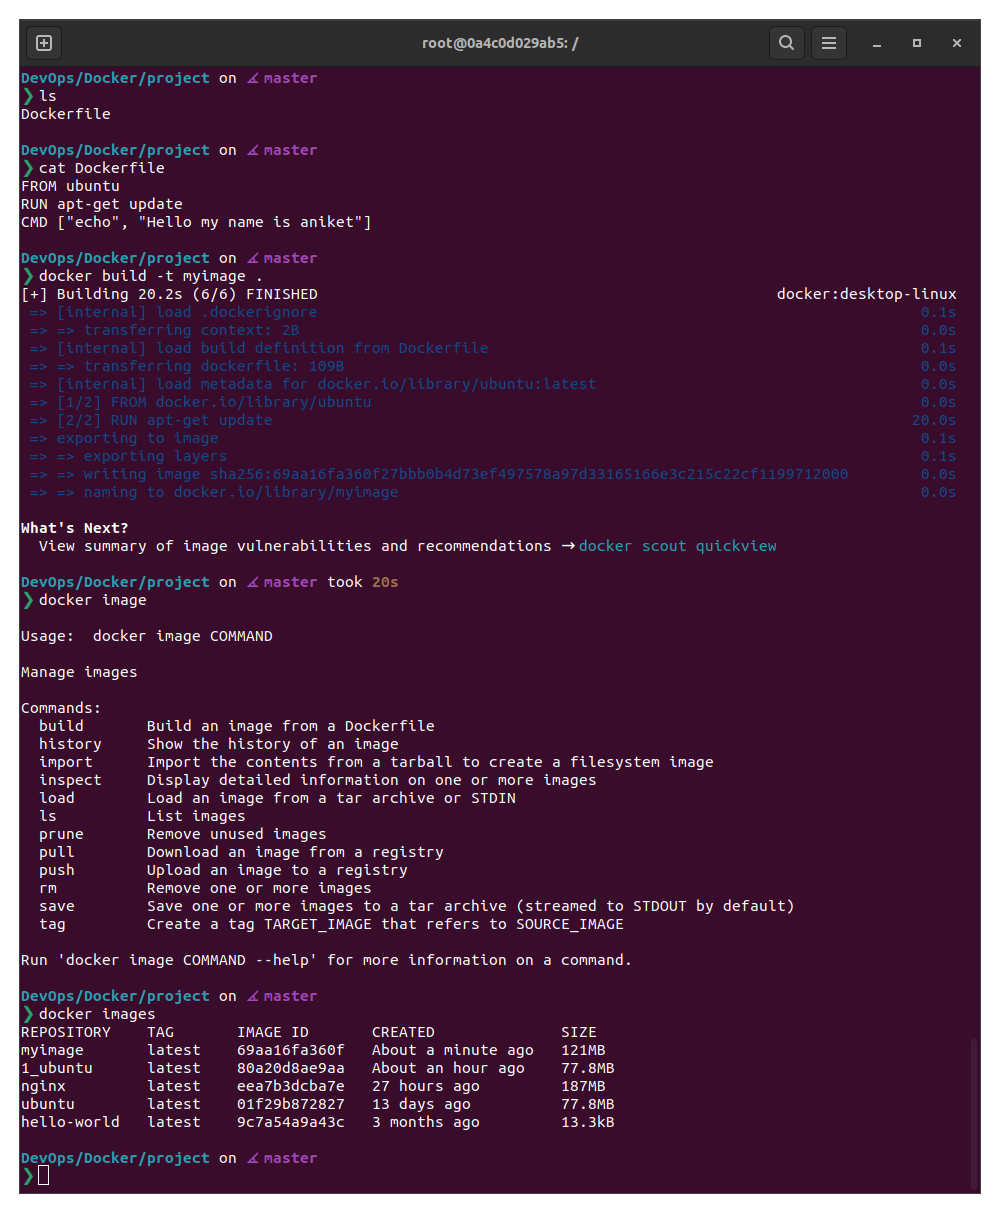 root@0a4c0d029ab5: /
DevOps/Docker/project on master
❯ ls
Dockerfile
DevOps/Docker/project on master
❯ cat Dockerfile
FROM ubuntu
RUN apt-get update
CMD ["echo", "Hello my name is aniket"]
DevOps/Docker/project on master
❯ docker build -t myimage .
[+] Building 20.2s (6/6) FINISHED docker:desktop-linux
=> [internal] load .dockerignore 0.1s
=> => transferring context: 2B 0.0s
=> [internal] load build definition from Dockerfile 0.1s
=> => transferring dockerfile: 109B 0.0s
=> [internal] load metadata for docker.io/library/ubuntu:latest 0.0s
=> [1/2] FROM docker.io/library/ubuntu 0.0s
=> [2/2] RUN apt-get update 20.0s
=> exporting to image 0.1s
=> => exporting layers 0.1s
=> => writing image sha256:69aa16fa360f27bbb0b4d73ef497578a97d33165166e3c215c22cf1199712000 0.0s
=> => naming to docker.io/library/myimage 0.0s
What's Next?
View summary of image vulnerabilities and recommendations → docker scout quickview
DevOps/Docker/project on master took 20s
❯ docker image
Usage: docker image COMMAND
Manage images
Commands:
build Build an image from a Dockerfile
history Show the history of an image
import Import the contents from a tarball to create a filesystem image
inspect Display detailed information on one or more images
load Load an image from a tar archive or STDIN
ls List images
prune Remove unused images
pull Download an image from a registry
push Upload an image to a registry
rm Remove one or more images
save Save one or more images to a tar archive (streamed to STDOUT by default)
tag Create a tag TARGET_IMAGE that refers to SOURCE_IMAGE
Run 'docker image COMMAND --help' for more information on a command.
DevOps/Docker/project on master
❯ docker images
REPOSITORY TAG IMAGE ID CREATED SIZE
myimage latest 69aa16fa360f About a minute ago 121MB
1_ubuntu latest 80a20d8ae9aa About an hour ago 77.8MB
nginx latest eea7b3dcba7e 27 hours ago 187MB
ubuntu latest 01f29b872827 13 days ago 77.8MB
hello-world latest 9c7a54a9a43c 3 months ago 13.3kB
DevOps/Docker/project on master
❯